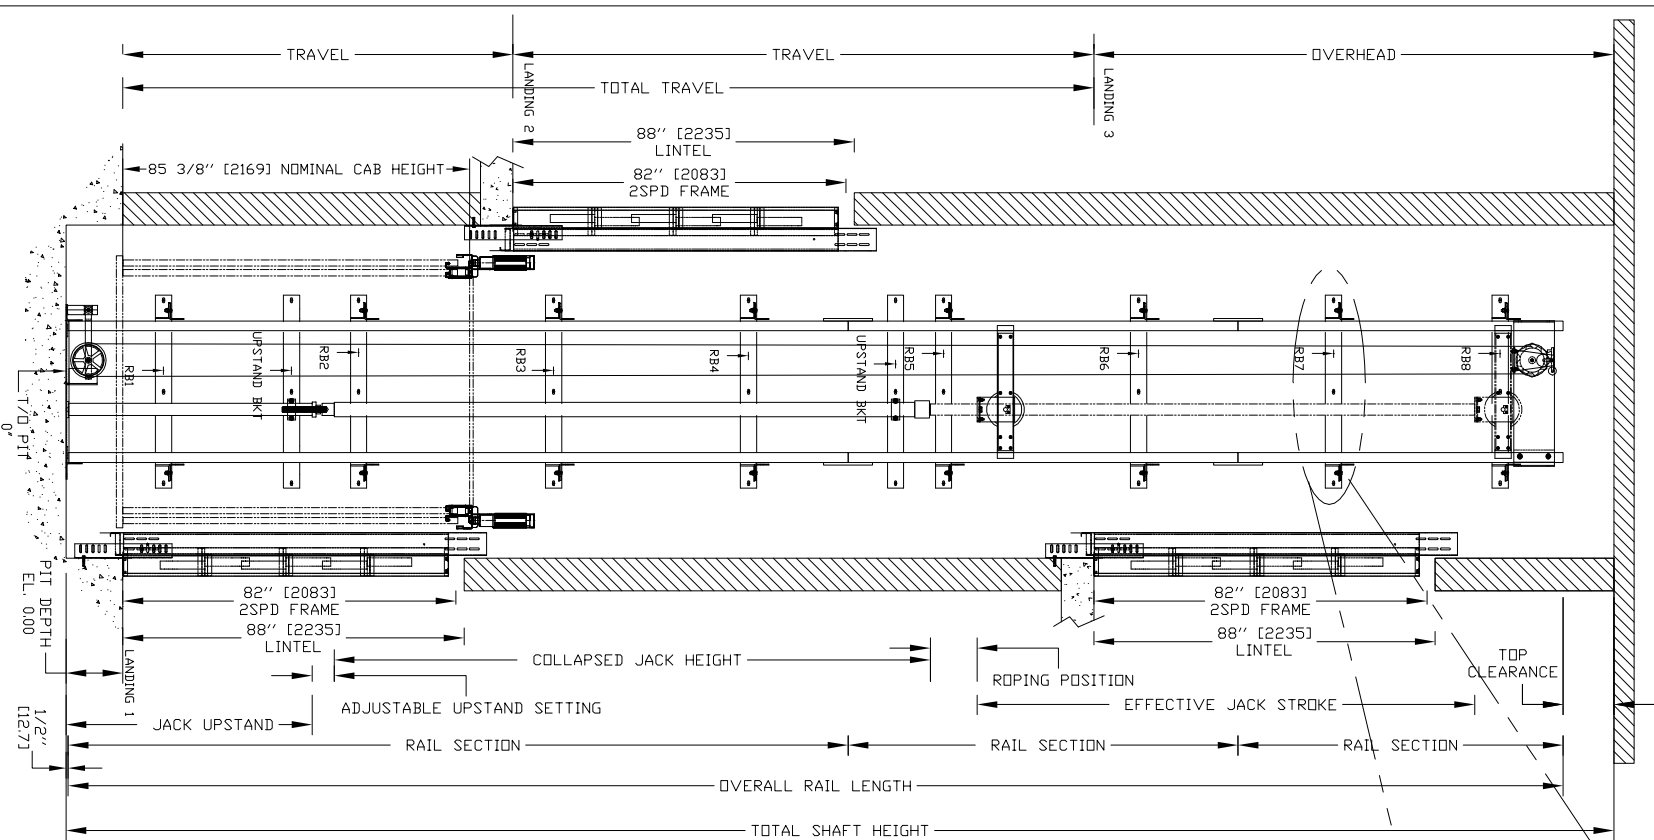 TRAVEL
TRAVEL
OVERHEAD
TOTAL TRAVEL
LANDING 2
LANDING 3
88" [2235]
LINTEL
82" [2083]
2SPD FRAME
85 3/8" [2169] NOMINAL CAB HEIGHT
RB1
UPSTAND BKT
RB2
RB3
RB4
UPSTAND BKT
RB5
RB6
RB7
RB8
T/O PIT
0"
PIT DEPTH
EL. 0.00
LANDING 1
82" [2083]
2SPD FRAME
88" [2235]
LINTEL
82" [2083]
2SPD FRAME
88" [2235]
LINTEL
COLLAPSED JACK HEIGHT
ROPING POSITION
TOP
CLEARANCE
ADJUSTABLE UPSTAND SETTING
EFFECTIVE JACK STROKE
JACK UPSTAND
1/2"
[12.7]
RAIL SECTION
RAIL SECTION
RAIL SECTION
OVERALL RAIL LENGTH
TOTAL SHAFT HEIGHT